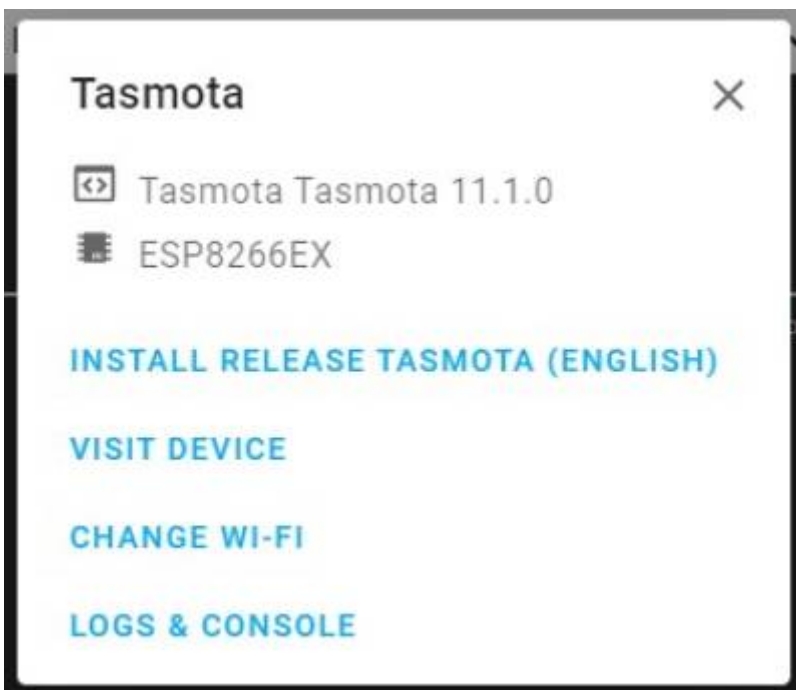 Tasmota
Tasmota Tasmota 11.1.0
ESP8266EX
INSTALL RELEASE TASMOTA (ENGLISH)
VISIT DEVICE
CHANGE WI-FI
LOGS & CONSOLE